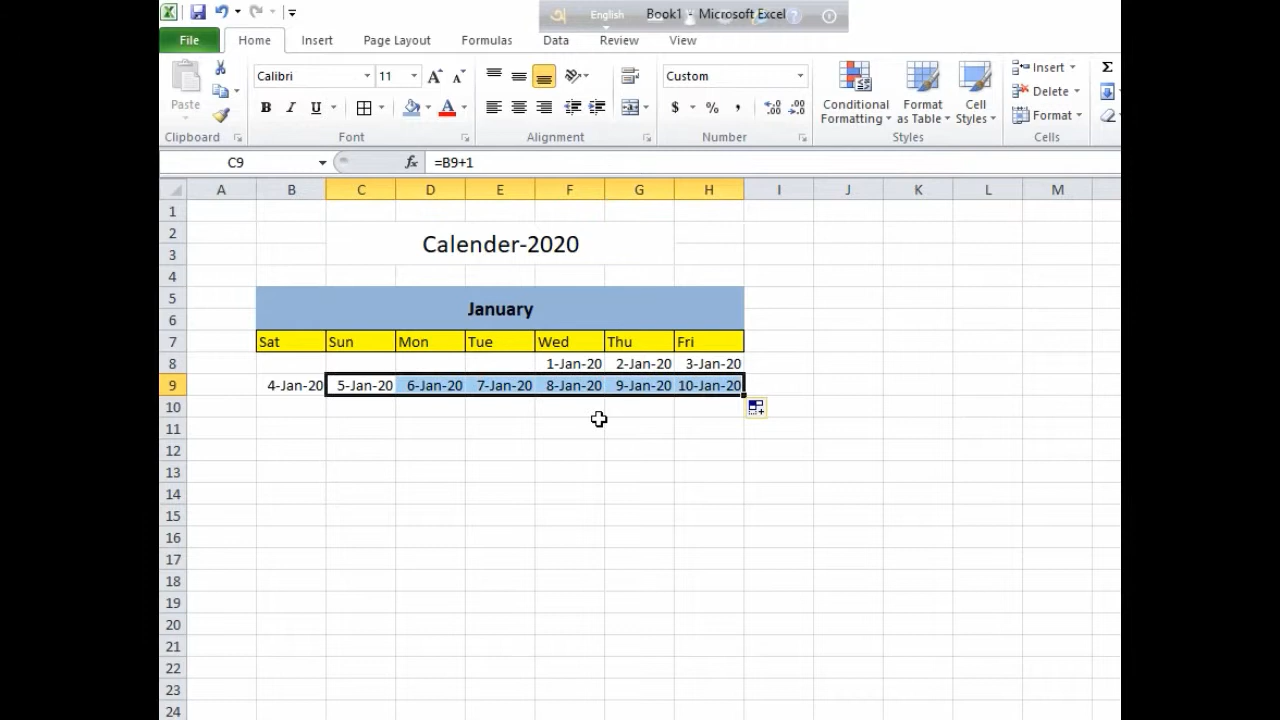 English
Book1 - Microsoft Excel
File Home Insert Page Layout Formulas Data Review View
Paste
Clipboard
Calibri 11 A A
B I U A
Font
Alignment
Custom
$ % ,
Number
Conditional Formatting
Format as Table
Cell Styles
Styles
Insert
Delete
Format
Cells
Σ
C9 fx =B9+1
A B C D E F G H I J K L M
1
2
Calender-2020
3
4
5
January
6
7 Sat Sun Mon Tue Wed Thu Fri
8 1-Jan-20 2-Jan-20 3-Jan-20
9 4-Jan-20 5-Jan-20 6-Jan-20 7-Jan-20 8-Jan-20 9-Jan-20 10-Jan-20
10
11
12
13
14
15
16
17
18
19
20
21
22
23
24